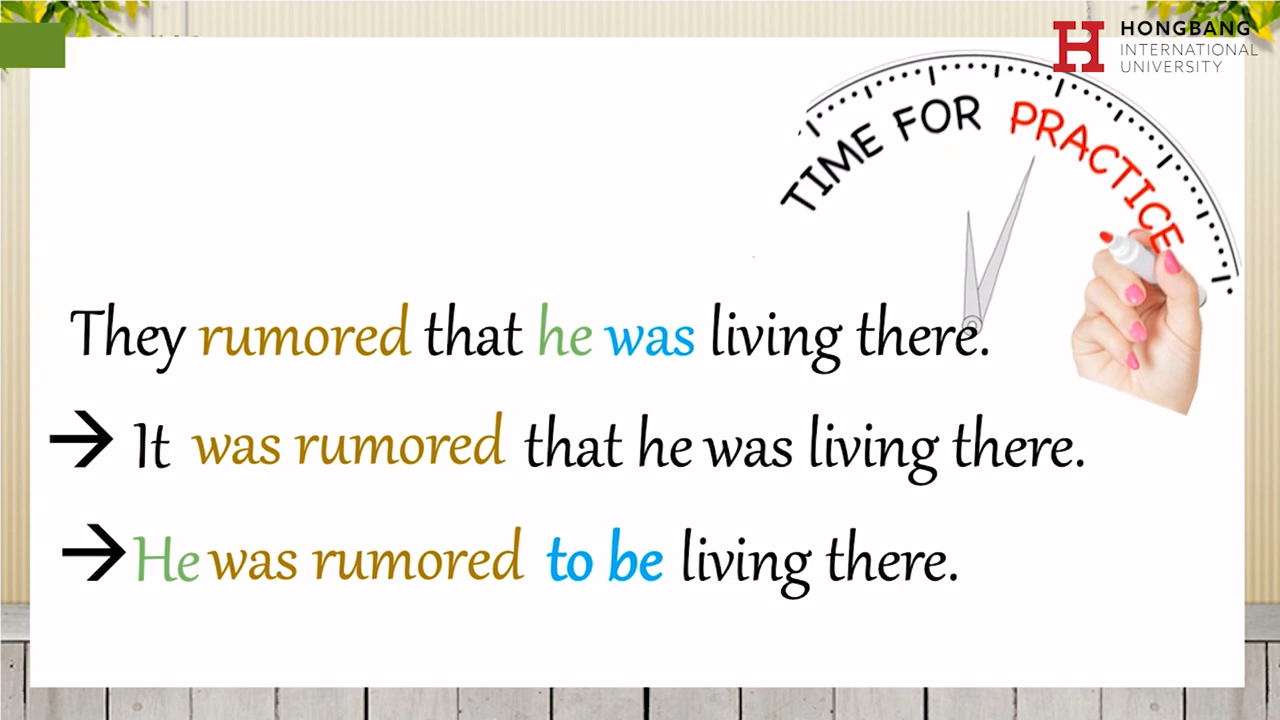 HONGBANG
INTERNATIONAL
UNIVERSITY
TIME FOR PRACTICE
They rumored that he was living there.
→ It was rumored that he was living there.
→ He was rumored to be living there.